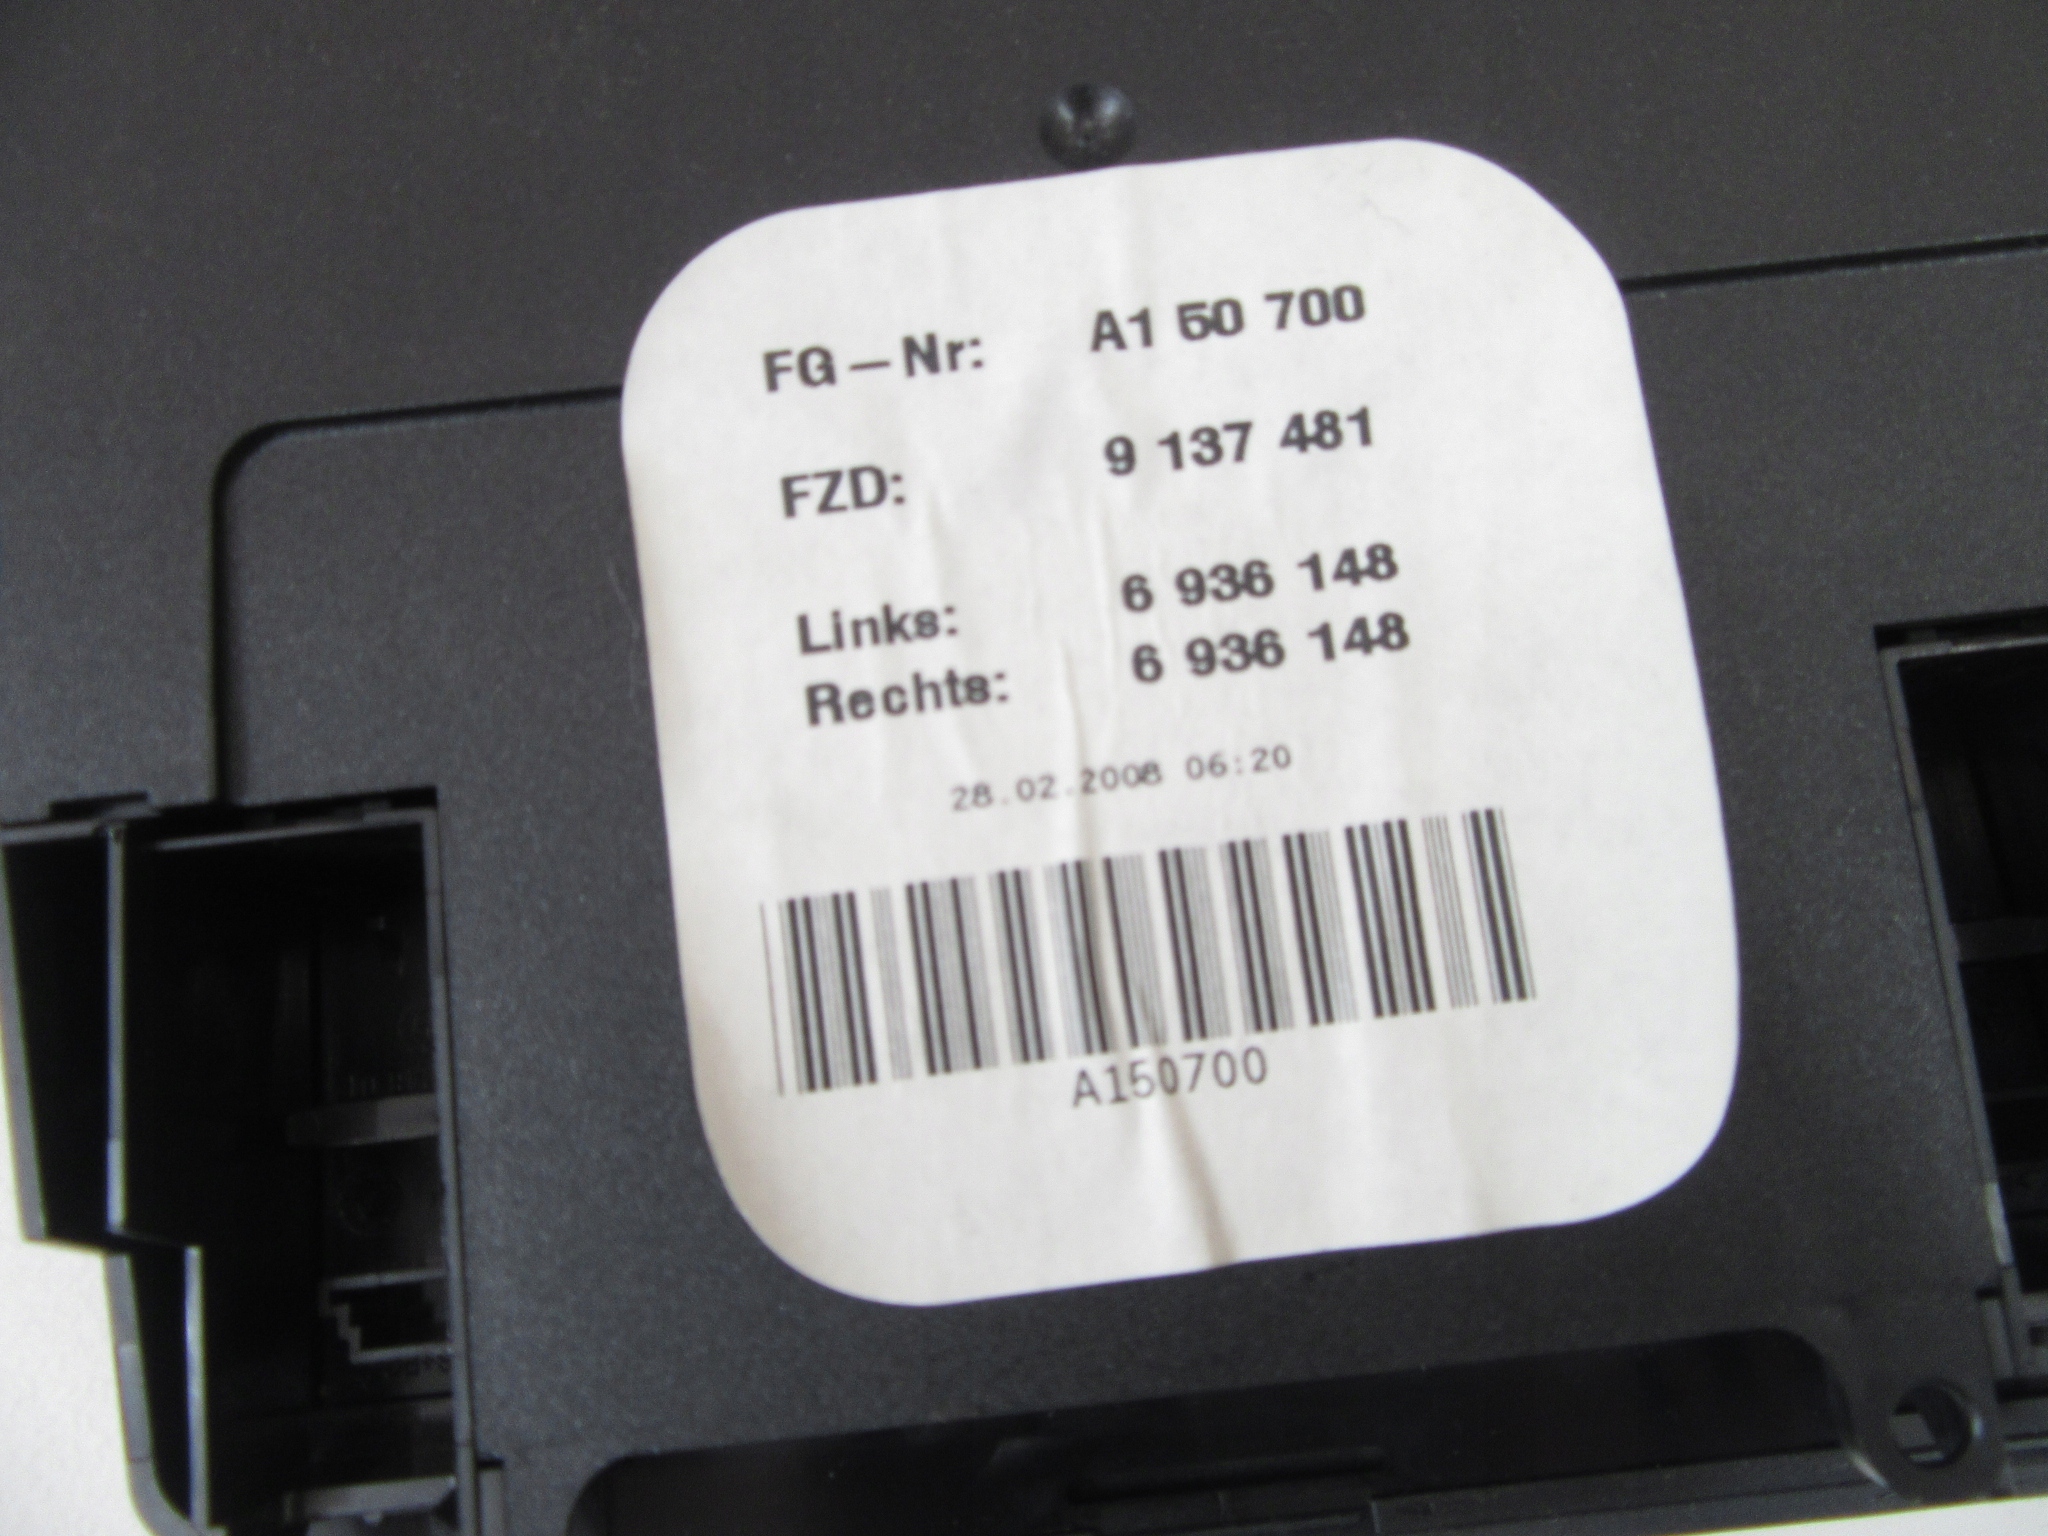 FG – Nr: A1 50 700
FZD: 9 137 481
Links: 6 936 148
Rechts: 6 936 148
28.02.2008 06:20
A150700